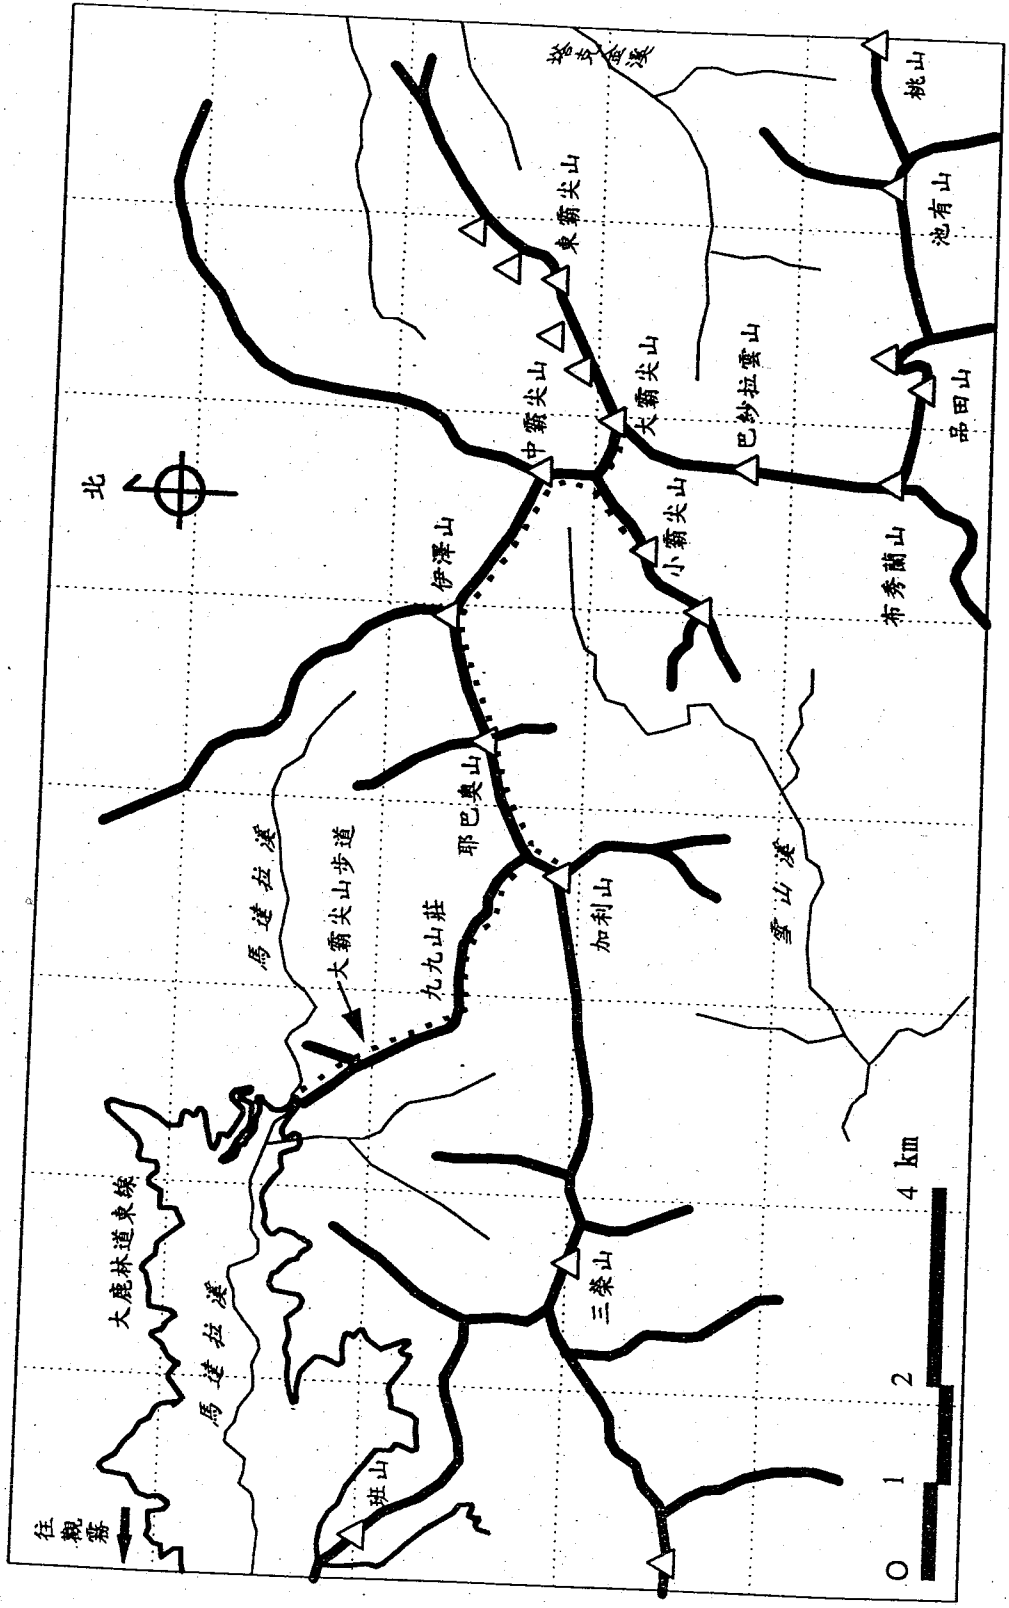 往
觀
霧
大鹿林道東線
馬達拉溪
馬達拉溪
大霸尖山步道
九九山莊
班山
三榮山
加利山
耶巴奧山
伊澤山
中霸尖山
大霸尖山
小霸尖山
東霸尖山
巴紗拉雲山
布秀蘭山
品田山
池有山
桃山
塔克金溪
雪山溪
北
0
1
2
4 km